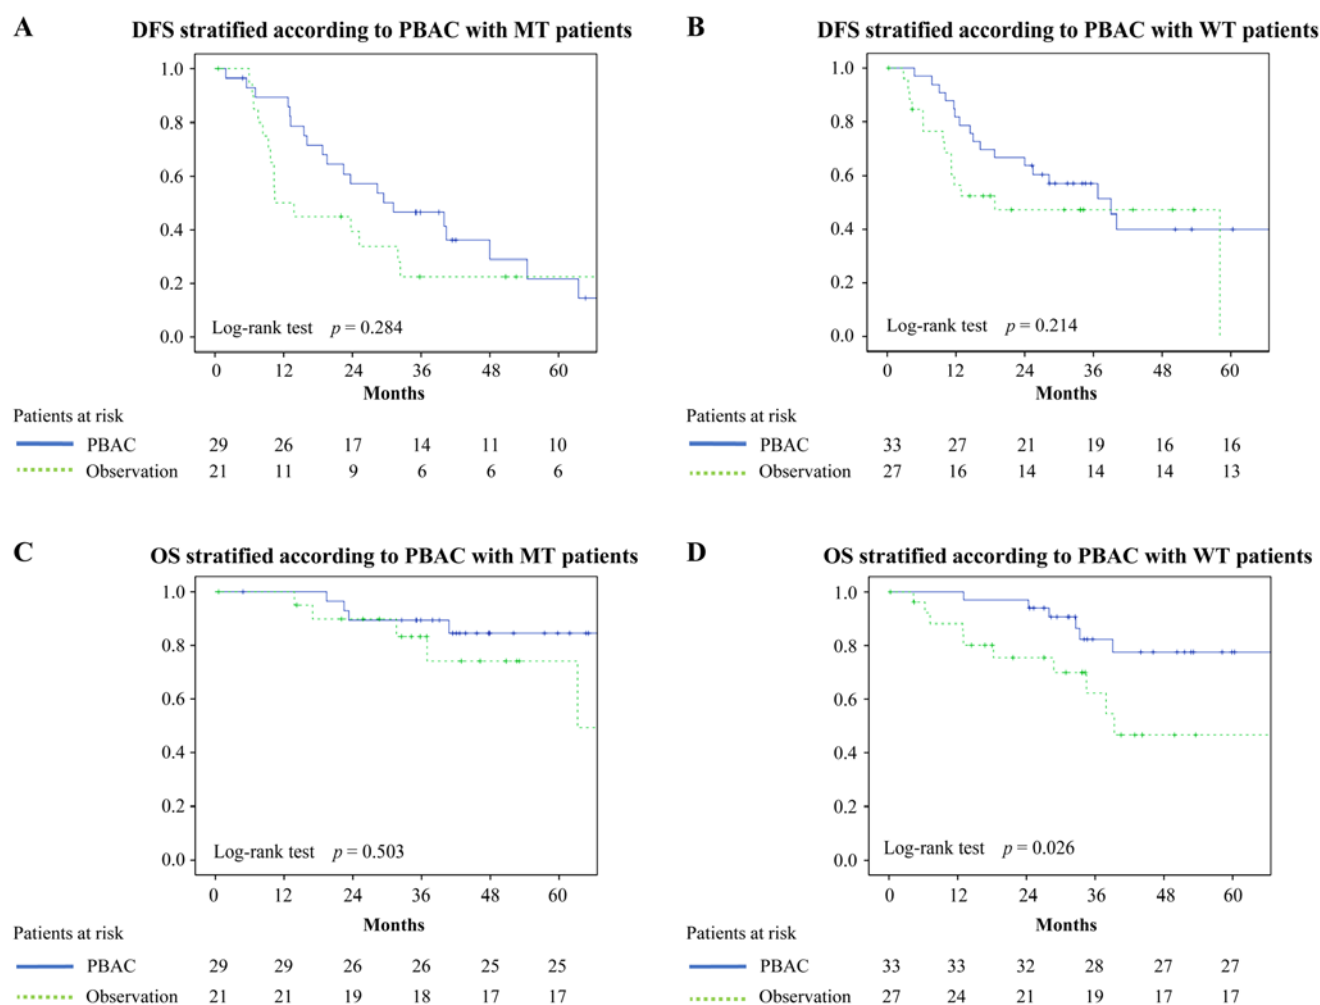 A
DFS stratified according to PBAC with MT patients
1.0
0.8
0.6
0.4
0.2
0.0
Log-rank test p = 0.284
0 12 24 36 48 60
Months
Patients at risk
PBAC 29 26 17 14 11 10
Observation 21 11 9 6 6 6
B
DFS stratified according to PBAC with WT patients
1.0
0.8
0.6
0.4
0.2
0.0
Log-rank test p = 0.214
0 12 24 36 48 60
Months
Patients at risk
PBAC 33 27 21 19 16 16
Observation 27 16 14 14 14 13
C
OS stratified according to PBAC with MT patients
1.0
0.8
0.6
0.4
0.2
0.0
Log-rank test p = 0.503
0 12 24 36 48 60
Months
Patients at risk
PBAC 29 29 26 26 25 25
Observation 21 21 19 18 17 17
D
OS stratified according to PBAC with WT patients
1.0
0.8
0.6
0.4
0.2
0.0
Log-rank test p = 0.026
0 12 24 36 48 60
Months
Patients at risk
PBAC 33 33 32 28 27 27
Observation 27 24 21 19 17 17